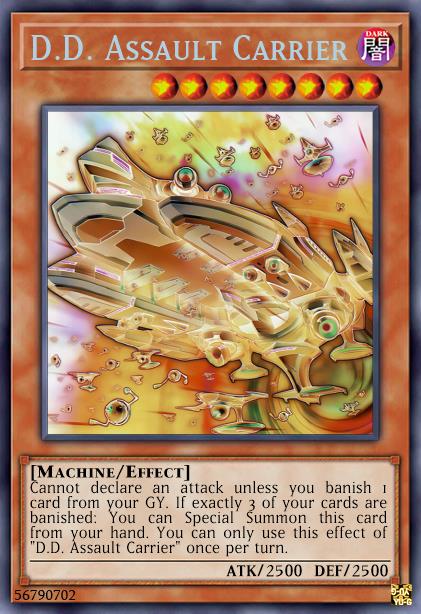 D.D. Assault Carrier
DARK
闇
[Machine/Effect]
Cannot declare an attack unless you banish 1
card from your GY. If exactly 3 of your cards are
banished: You can Special Summon this card
from your hand. You can only use this effect of
"D.D. Assault Carrier" once per turn.
ATK/2500 DEF/2500
56790702